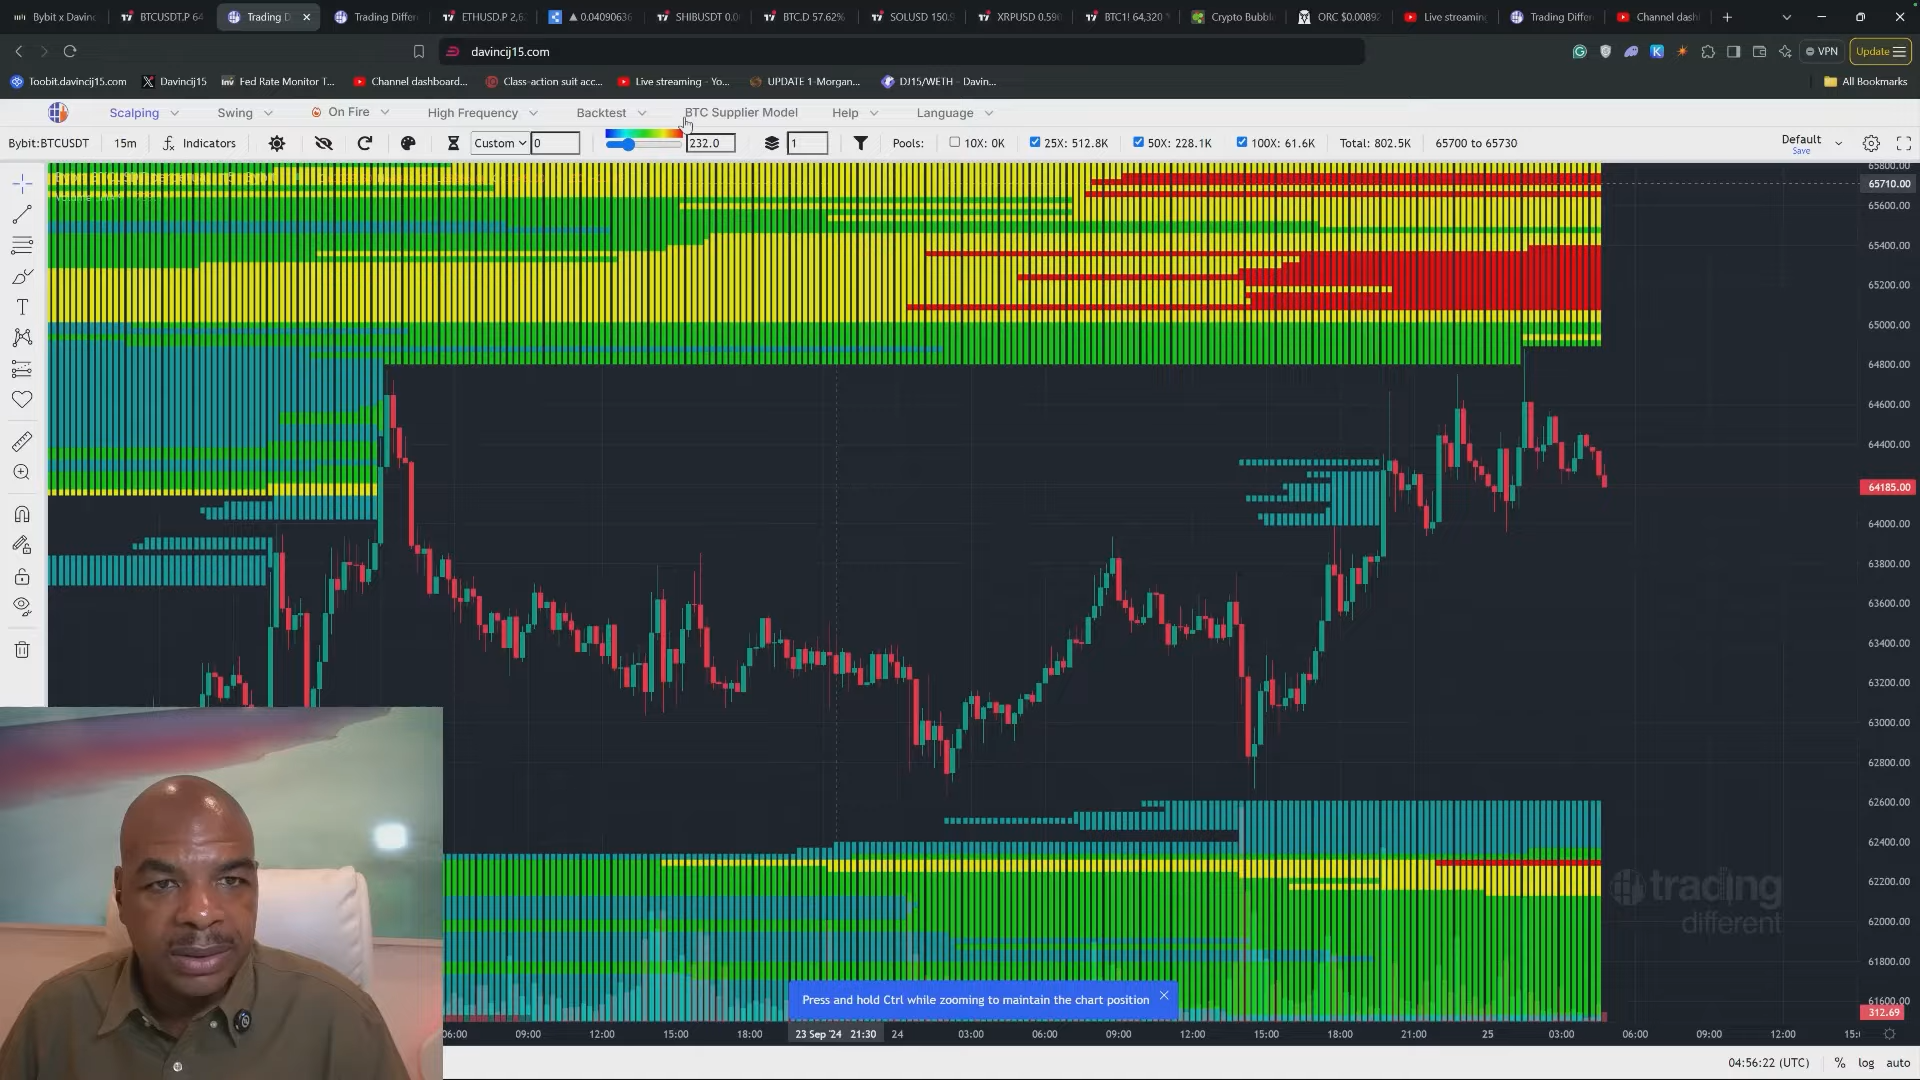 Bybit x Davinc
BTCUSDT.P 64
Trading D
Trading Differ
ETHUSD.P 2,6
▲ 0.04090636
SHIBUSDT 0.0
BTC.D 57.62%
SOLUSD 150.9
XRPUSD 0.590
BTC1! 64,320
Crypto Bubbl
ORC $0.00892
Live streamin
Trading Differ
Channel dash
davincij15.com
VPN
Update
Toobit.davincij15.com
Davincij15
Fed Rate Monitor T...
Channel dashboard...
Class-action suit acc...
Live streaming - Yo...
UPDATE 1-Morgan...
DJ15/WETH - Davin...
All Bookmarks
Scalping
Swing
On Fire
High Frequency
Backtest
BTC Supplier Model
Help
Language
Bybit:BTCUSDT
15m
Indicators
Custom
0
232.0
1
Pools:
10X: 0K
25X: 512.8K
50X: 228.1K
100X: 61.6K
Total: 802.5K
65700 to 65730
Default
Save
65800.00
65710.00
65600.00
65400.00
65200.00
65000.00
64800.00
64600.00
64400.00
64185.00
64000.00
63800.00
63600.00
63400.00
63200.00
63000.00
62800.00
62600.00
62400.00
62200.00
62000.00
61800.00
61600.00
312.69
trading
different
Press and hold Ctrl while zooming to maintain the chart position
06:00
09:00
12:00
15:00
18:00
23 Sep '24 21:30
24
03:00
06:00
09:00
12:00
15:00
18:00
21:00
25
03:00
06:00
09:00
12:00
15:
04:56:22 (UTC)
%
log
auto